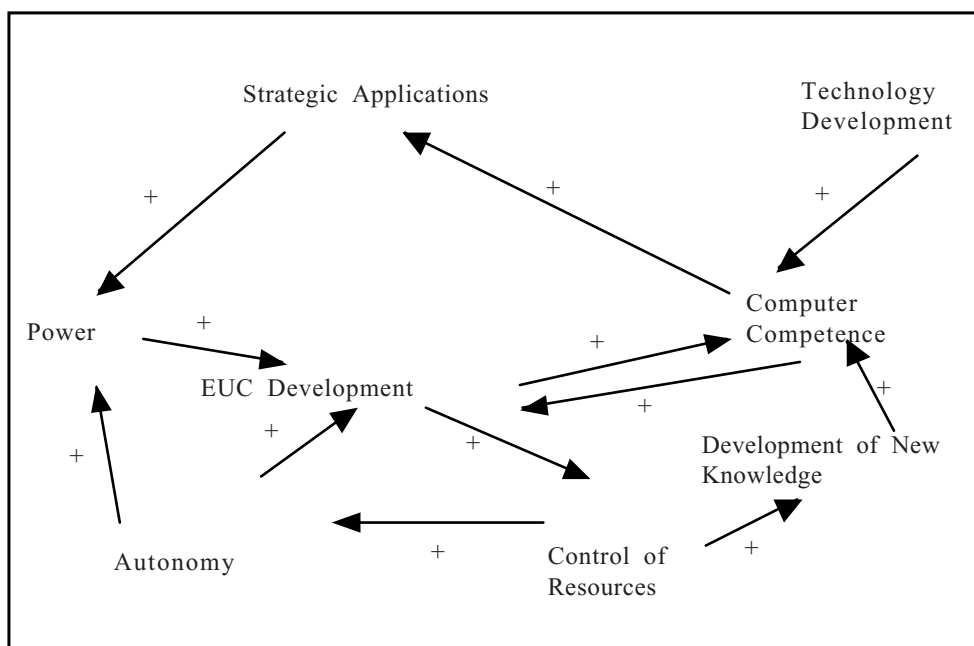 Strategic Applications
Technology
Development
+
+
+
Computer
Competence
Power
+
+
EUC Development
+
+
+
+
+
Development of New
Knowledge
+
+
Autonomy
Control of
Resources